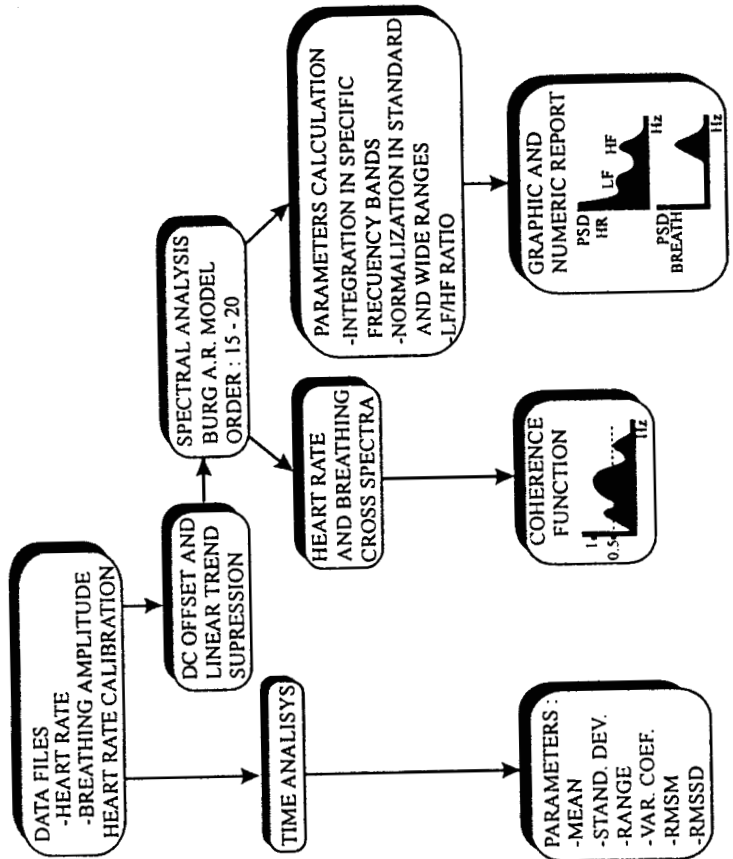 DATA FILES
-HEART RATE
-BREATHING AMPLITUDE
HEART RATE CALIBRATION
DC OFFSET AND
LINEAR TREND
SUPRESSION
SPECTRAL ANALYSIS
BURG A.R. MODEL
ORDER : 15 - 20
TIME ANALISYS
HEART RATE
AND BREATHING
CROSS SPECTRA
PARAMETERS CALCULATION
-INTEGRATION IN SPECIFIC
FRECUENCY BANDS
-NORMALIZATION IN STANDARD
AND WIDE RANGES
-LF/HF RATIO
PARAMETERS :
-MEAN
-STAND. DEV.
-RANGE
-VAR. COEF.
-RMSM
-RMSSD
COHERENCE
FUNCTION
1
0.5
Hz
GRAPHIC AND
NUMERIC REPORT
PSD
HR
LF
HF
Hz
PSD
BREATH
Hz